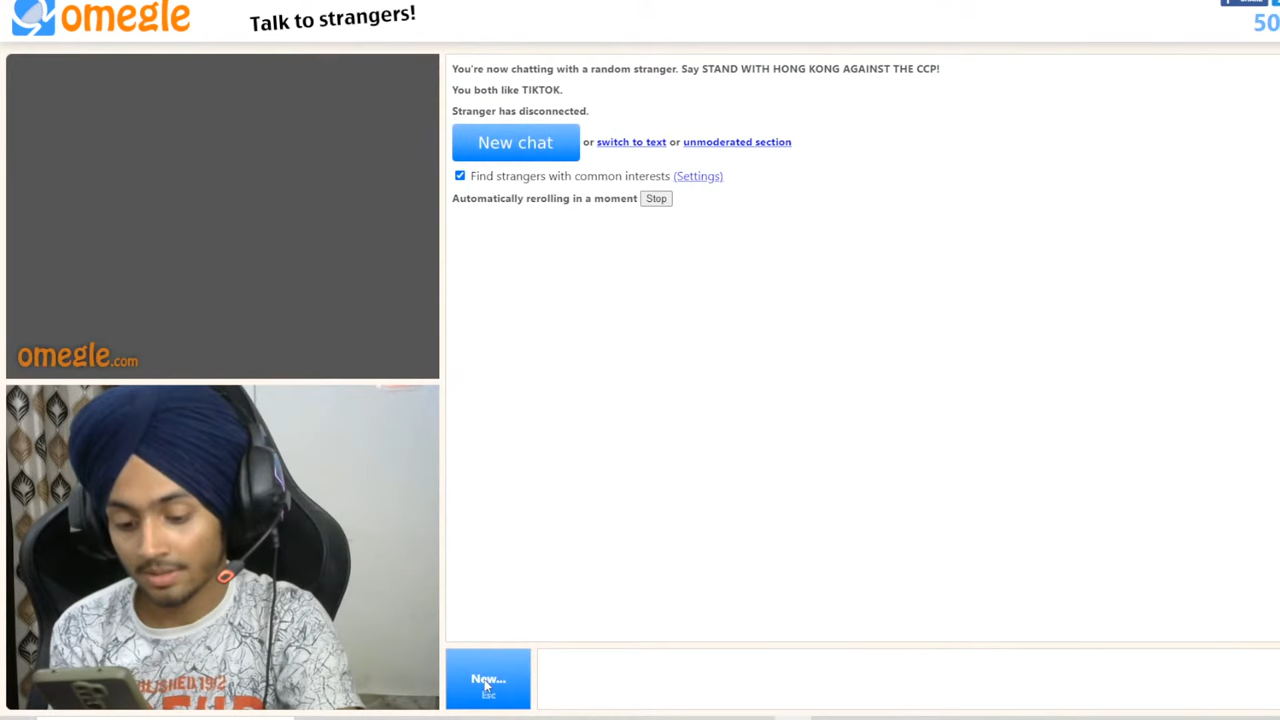 omegle
Talk to strangers!
50
You're now chatting with a random stranger. Say STAND WITH HONG KONG AGAINST THE CCP!
You both like TIKTOK.
Stranger has disconnected.
New chat or switch to text or unmoderated section
Find strangers with common interests (Settings)
Automatically rerolling in a moment Stop
omegle.com
New...
Esc